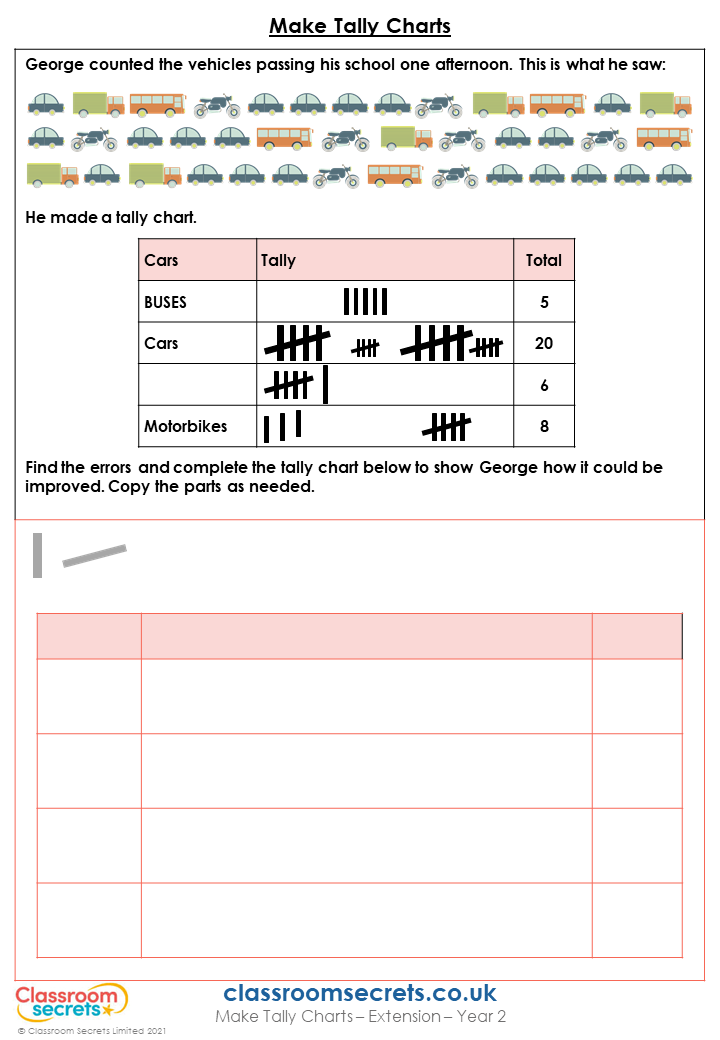 Make Tally Charts
George counted the vehicles passing his school one afternoon. This is what he saw:
He made a tally chart.
Cars Tally Total
BUSES 5
Cars 20
6
Motorbikes 8
Find the errors and complete the tally chart below to show George how it could be
improved. Copy the parts as needed.
Classroom
secrets
© Classroom Secrets Limited 2021
classroomsecrets.co.uk
Make Tally Charts – Extension – Year 2